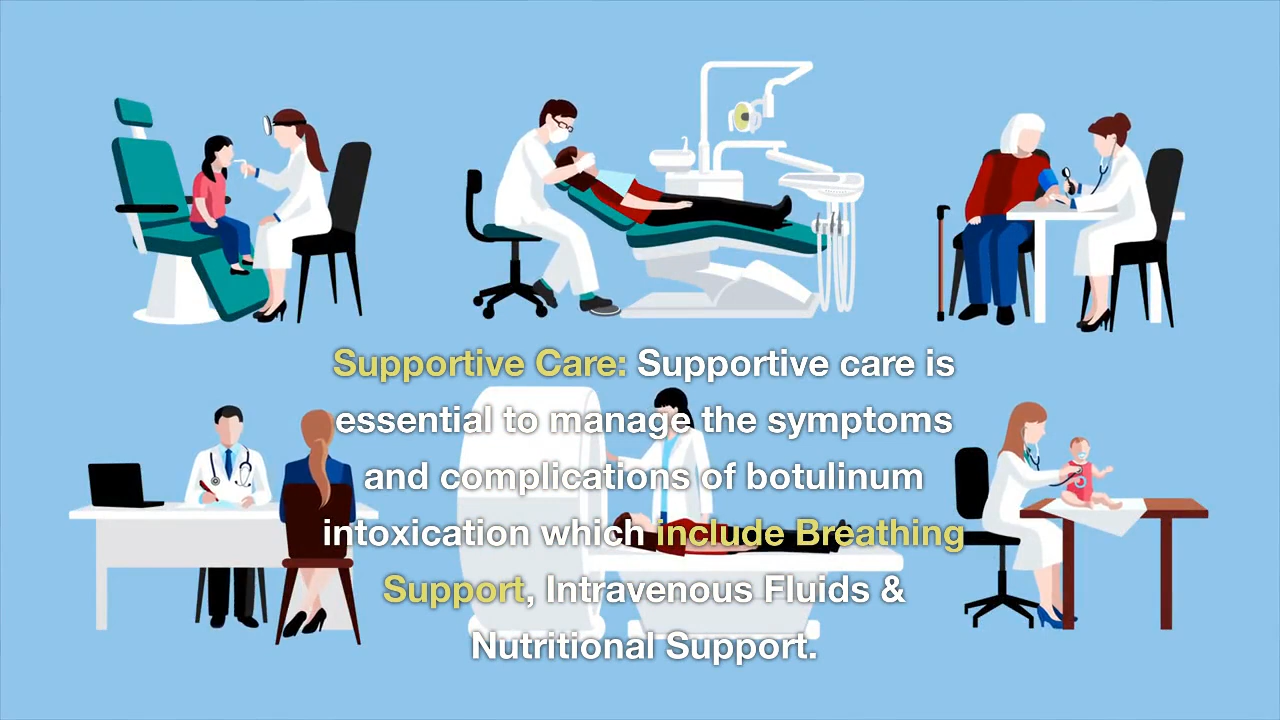 Supportive Care: Supportive care is
essential to manage the symptoms
and complications of botulinum
intoxication which include Breathing
Support, Intravenous Fluids &
Nutritional Support.